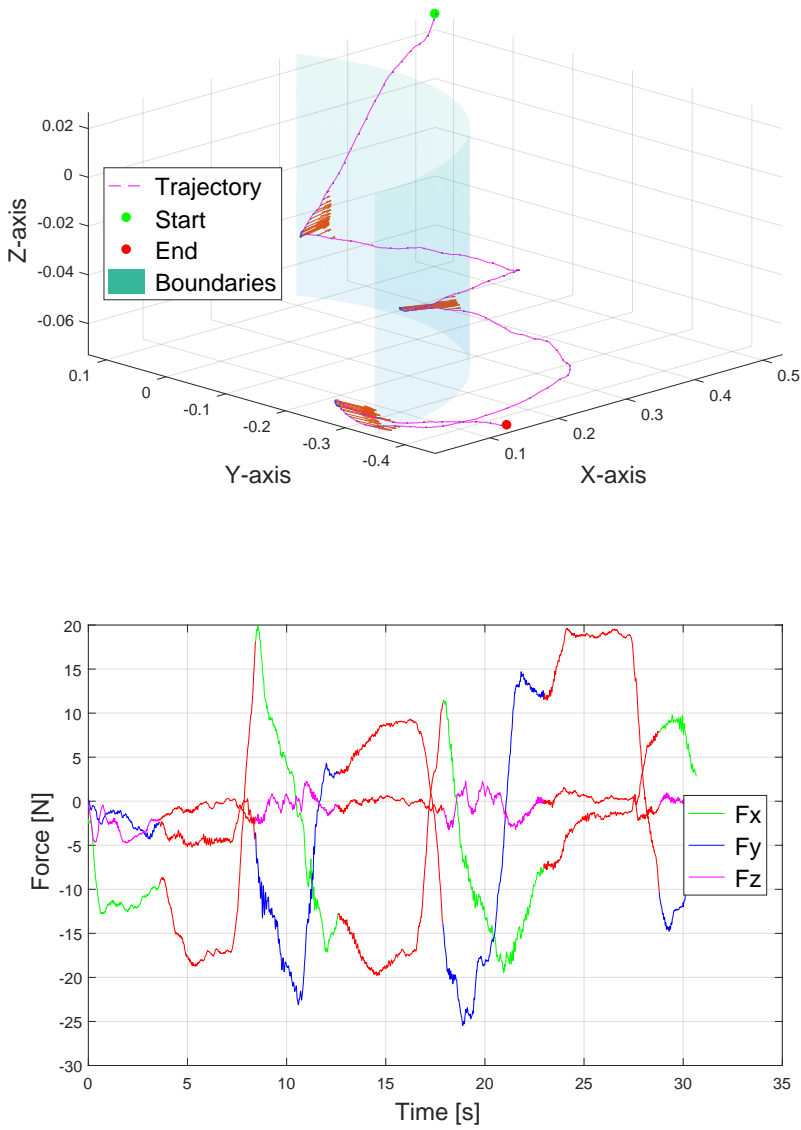 0.02
0
-0.02
-0.04
-0.06
Z-axis
Trajectory
Start
End
Boundaries
0.1
0
-0.1
-0.2
-0.3
-0.4
Y-axis
0.1
0.2
0.3
0.4
0.5
X-axis
20
15
10
5
0
-5
-10
-15
-20
-25
-30
Force [N]
Fx
Fy
Fz
0 5 10 15 20 25 30 35
Time [s]